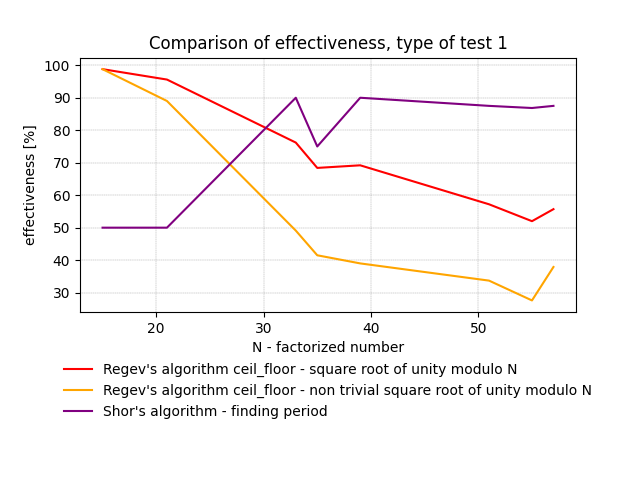 Comparison of effectiveness, type of test 1
effectiveness [%]
100
90
80
70
60
50
40
30
20 30 40 50
N - factorized number
Regev's algorithm ceil_floor - square root of unity modulo N
Regev's algorithm ceil_floor - non trivial square root of unity modulo N
Shor's algorithm - finding period